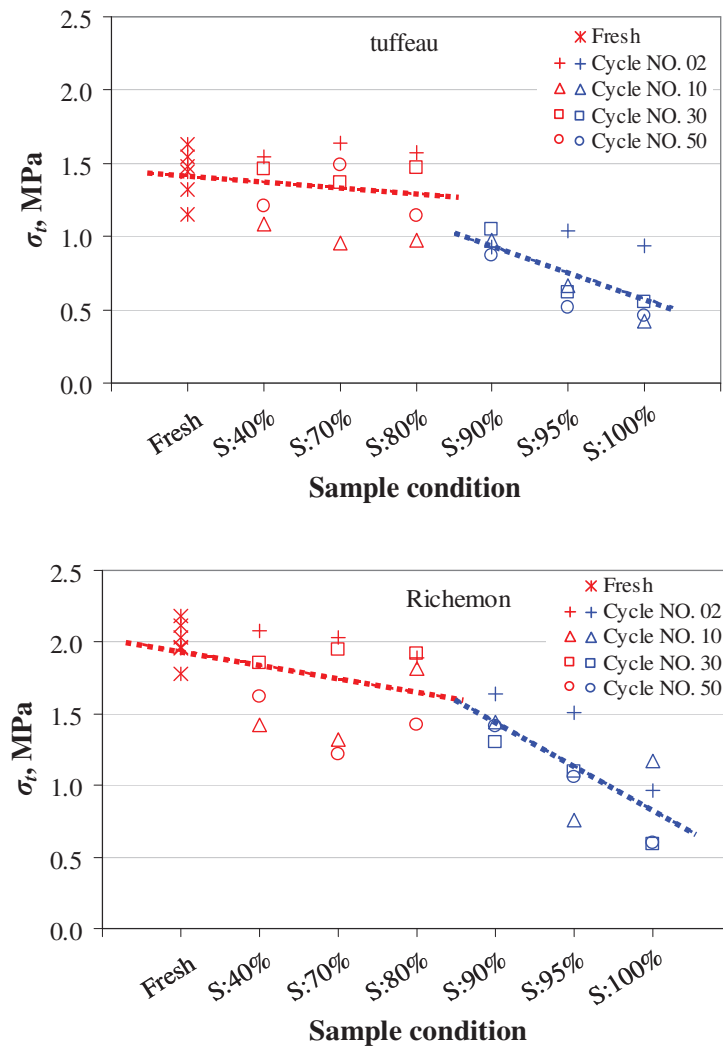 tuffeau
Fresh
Cycle NO. 02
Cycle NO. 10
Cycle NO. 30
Cycle NO. 50
2.5
2.0
1.5
1.0
0.5
0.0
σt, MPa
Fresh
S:40%
S:70%
S:80%
S:90%
S:95%
S:100%
Sample condition
Richemon
Fresh
Cycle NO. 02
Cycle NO. 10
Cycle NO. 30
Cycle NO. 50
2.5
2.0
1.5
1.0
0.5
0.0
σt, MPa
Fresh
S:40%
S:70%
S:80%
S:90%
S:95%
S:100%
Sample condition